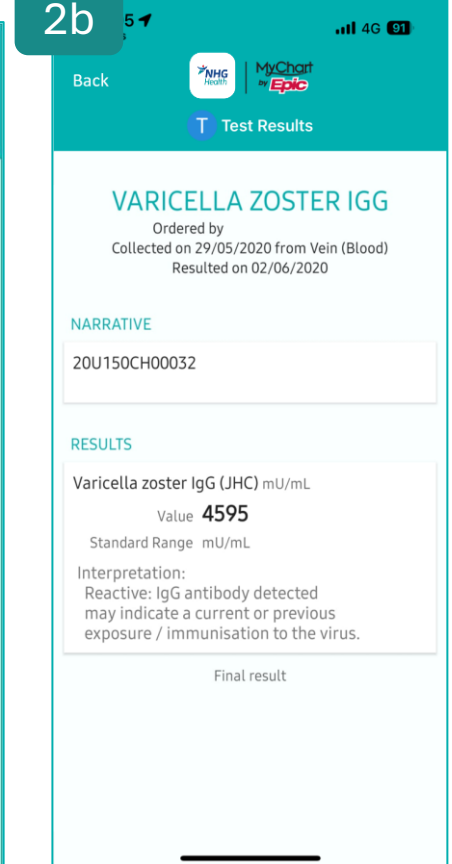 2b
5
4G 91
Back
NHG
Health
MyChart
by Epic
T Test Results
VARICELLA ZOSTER IGG
Ordered by
Collected on 29/05/2020 from Vein (Blood)
Resulted on 02/06/2020
NARRATIVE
20U150CH00032
RESULTS
Varicella zoster IgG (JHC) mU/mL
Value 4595
Standard Range mU/mL
Interpretation:
Reactive: IgG antibody detected
may indicate a current or previous
exposure / immunisation to the virus.
Final result